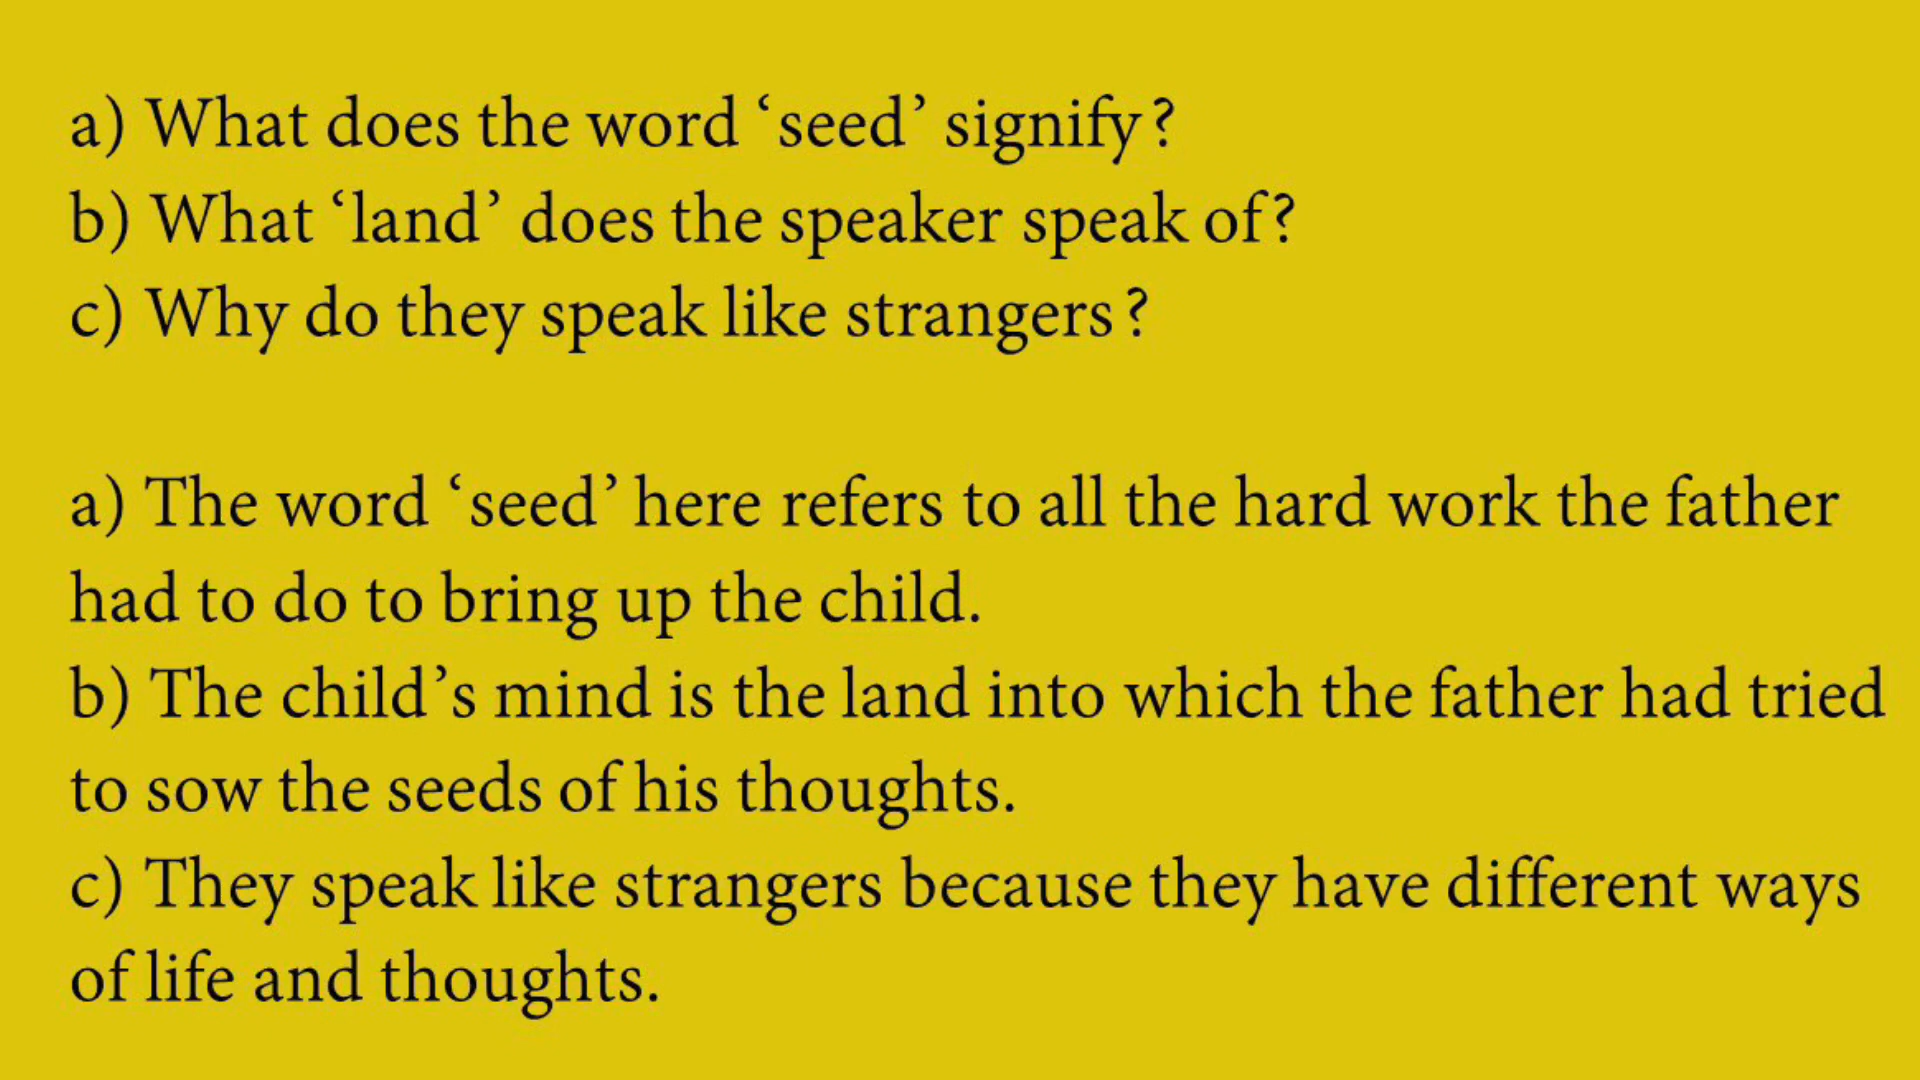 a) What does the word ‘seed’ signify?
b) What ‘land’ does the speaker speak of?
c) Why do they speak like strangers?
a) The word ‘seed’ here refers to all the hard work the father
had to do to bring up the child.
b) The child’s mind is the land into which the father had tried
to sow the seeds of his thoughts.
c) They speak like strangers because they have different ways
of life and thoughts.